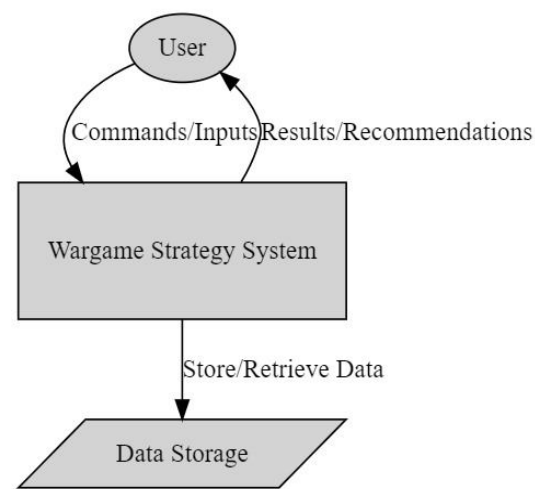 User
Commands/Inputs
Results/Recommendations
Wargame Strategy System
Store/Retrieve Data
Data Storage